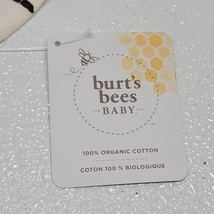 burt's
bees
BABY
100% ORGANIC COTTON
COTON 100 % BIOLOGIQUE